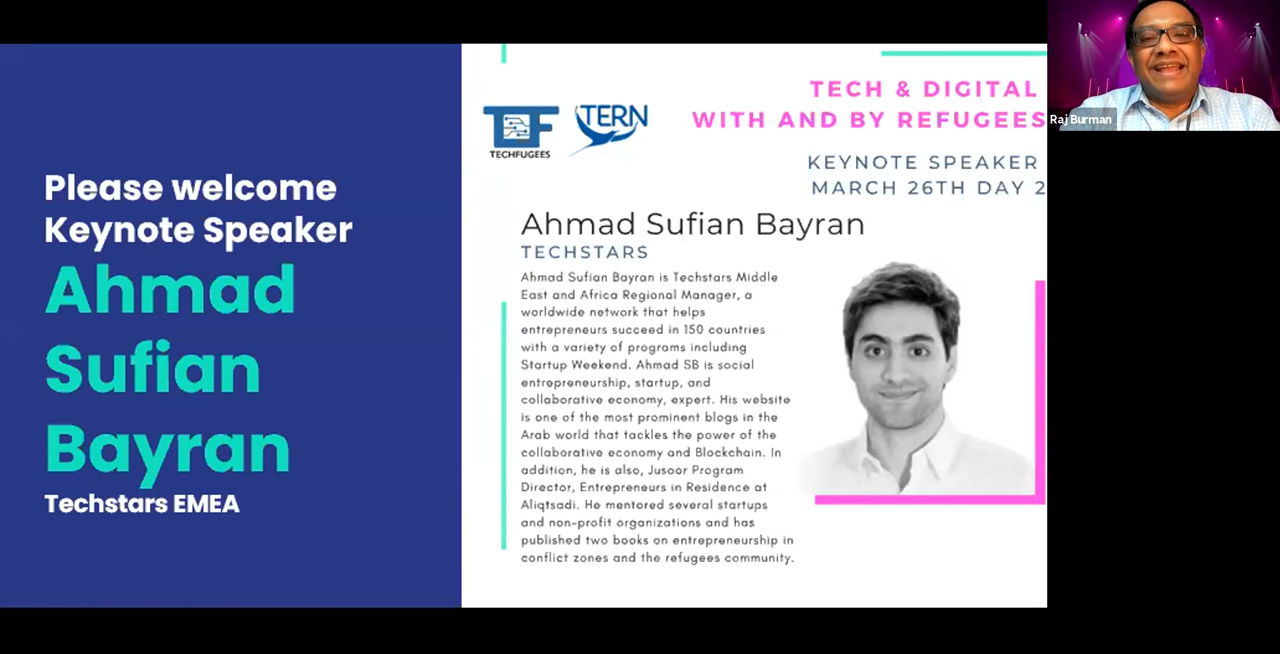 Please welcome
Keynote Speaker
Ahmad
Sufian
Bayran
Techstars EMEA
TF
TECHFUGEES
TERN
TECH & DIGITAL
WITH AND BY REFUGEES
KEYNOTE SPEAKER
MARCH 26TH DAY 2
Ahmad Sufian Bayran
TECHSTARS
Ahmad Sufian Bayran is Techstars Middle
East and Africa Regional Manager, a
worldwide network that helps
entrepreneurs succeed in 150 countries
with a variety of programs including
Startup Weekend. Ahmad SB is social
entrepreneurship, startup, and
collaborative economy, expert. His website
is one of the most prominent blogs in the
Arab world that tackles the power of the
collaborative economy and Blockchain. In
addition, he is also, Jusoor Program
Director, Entrepreneurs in Residence at
Aliqtsadi. He mentored several startups
and non-profit organizations and has
published two books on entrepreneurship in
conflict zones and the refugees community.
Raj Burman